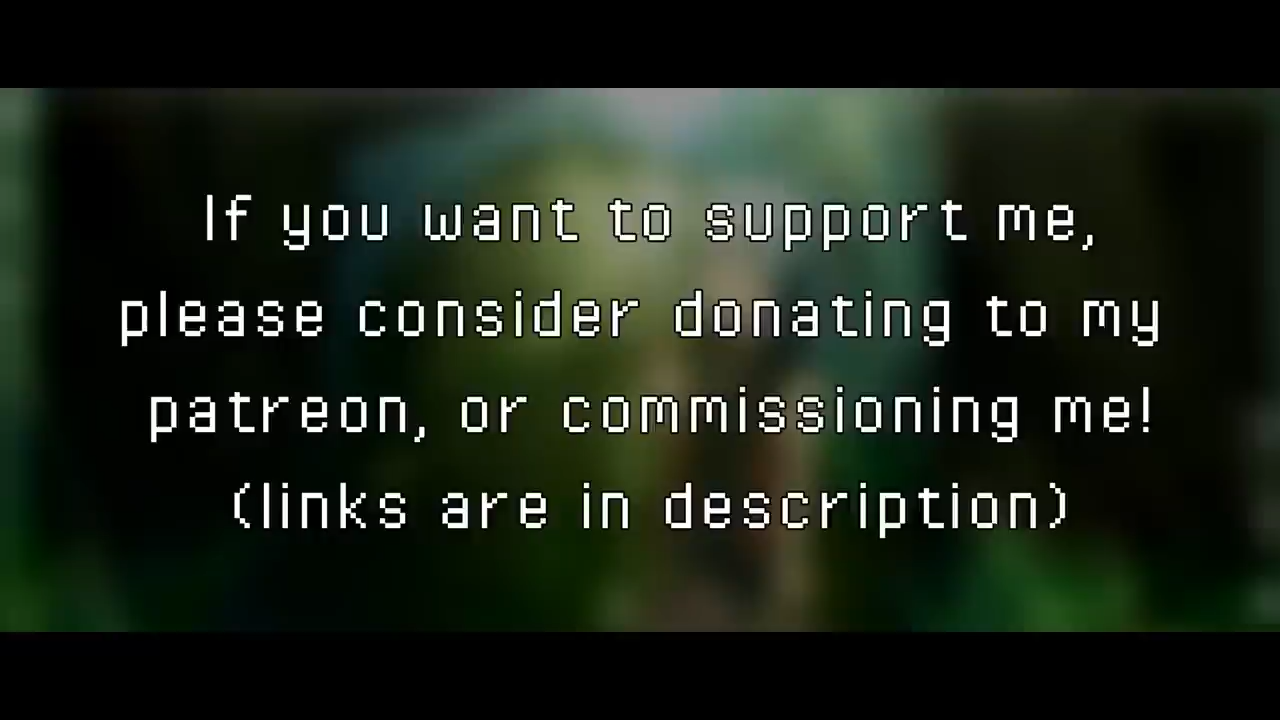 If you want to support me,
please consider donating to my
patreon, or commissioning me!
(links are in description)